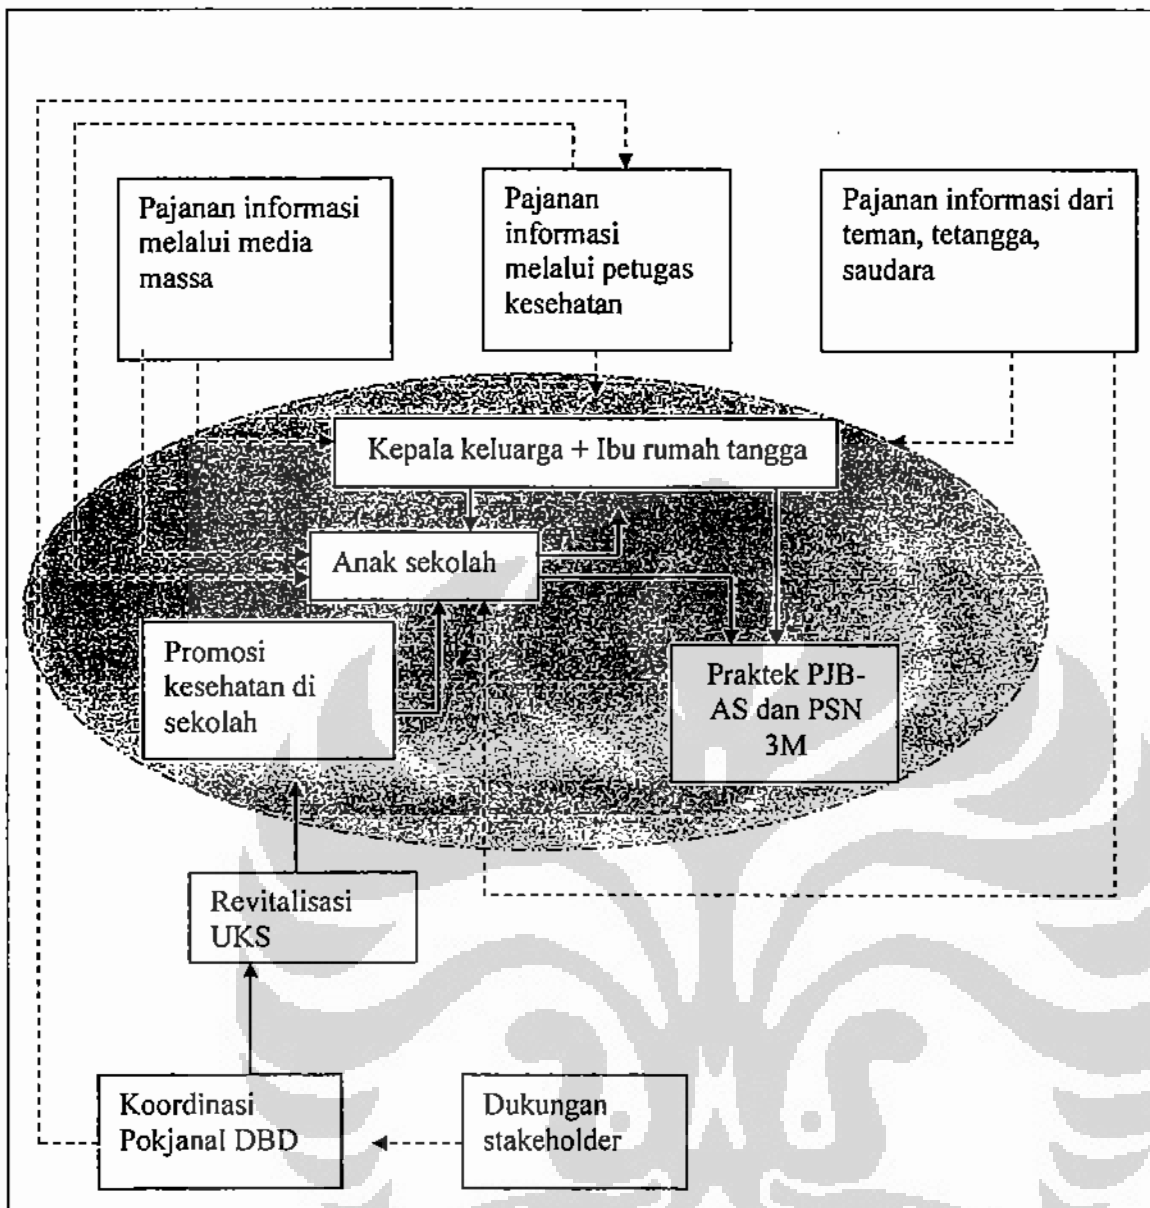 Pajanan informasi
melalui media
massa
Pajanan
informasi
melalui petugas
kesehatan
Pajanan informasi dari
teman, tetangga,
saudara
Kepala keluarga + Ibu rumah tangga
Anak sekolah
Promosi
kesehatan di
sekolah
Praktek PJB-
AS dan PSN
3M
Revitalisasi
UKS
Koordinasi
Pokjanal DBD
Dukungan
stakeholder